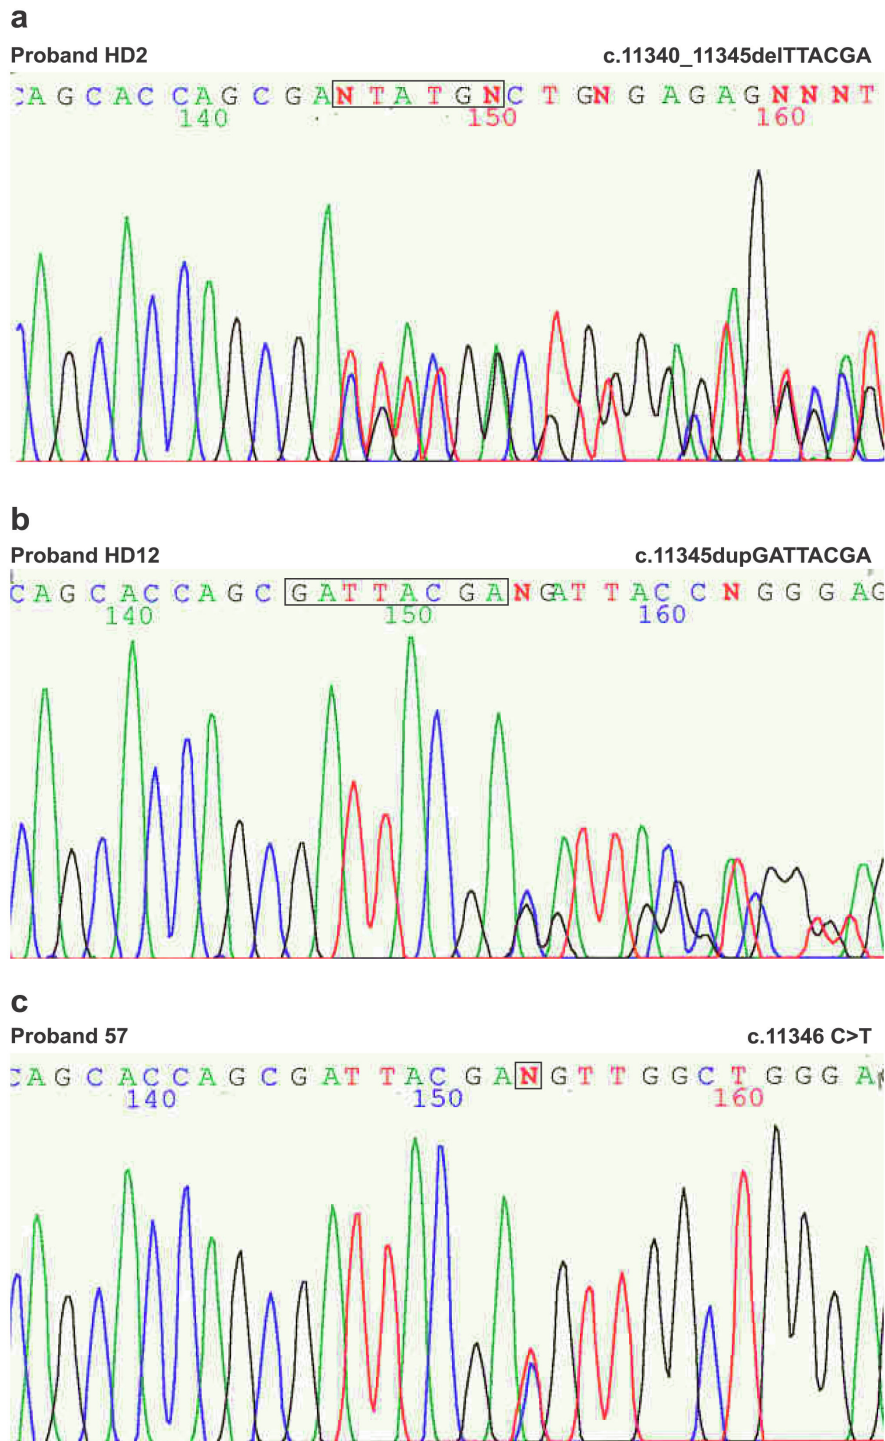 a
Proband HD2 c.11340_11345delTTACGA
CAGCACCAGCGANTATGNCTGNGAGAGNNNT
140 150 160
b
Proband HD12 c.11345dupGATTACGA
CAGCACCAGCGATTACGANGATTACCNGGGAG
140 150 160
c
Proband 57 c.11346 C>T
CAGCACCAGCGATTACGANGTTGGCTGGGA
140 150 160